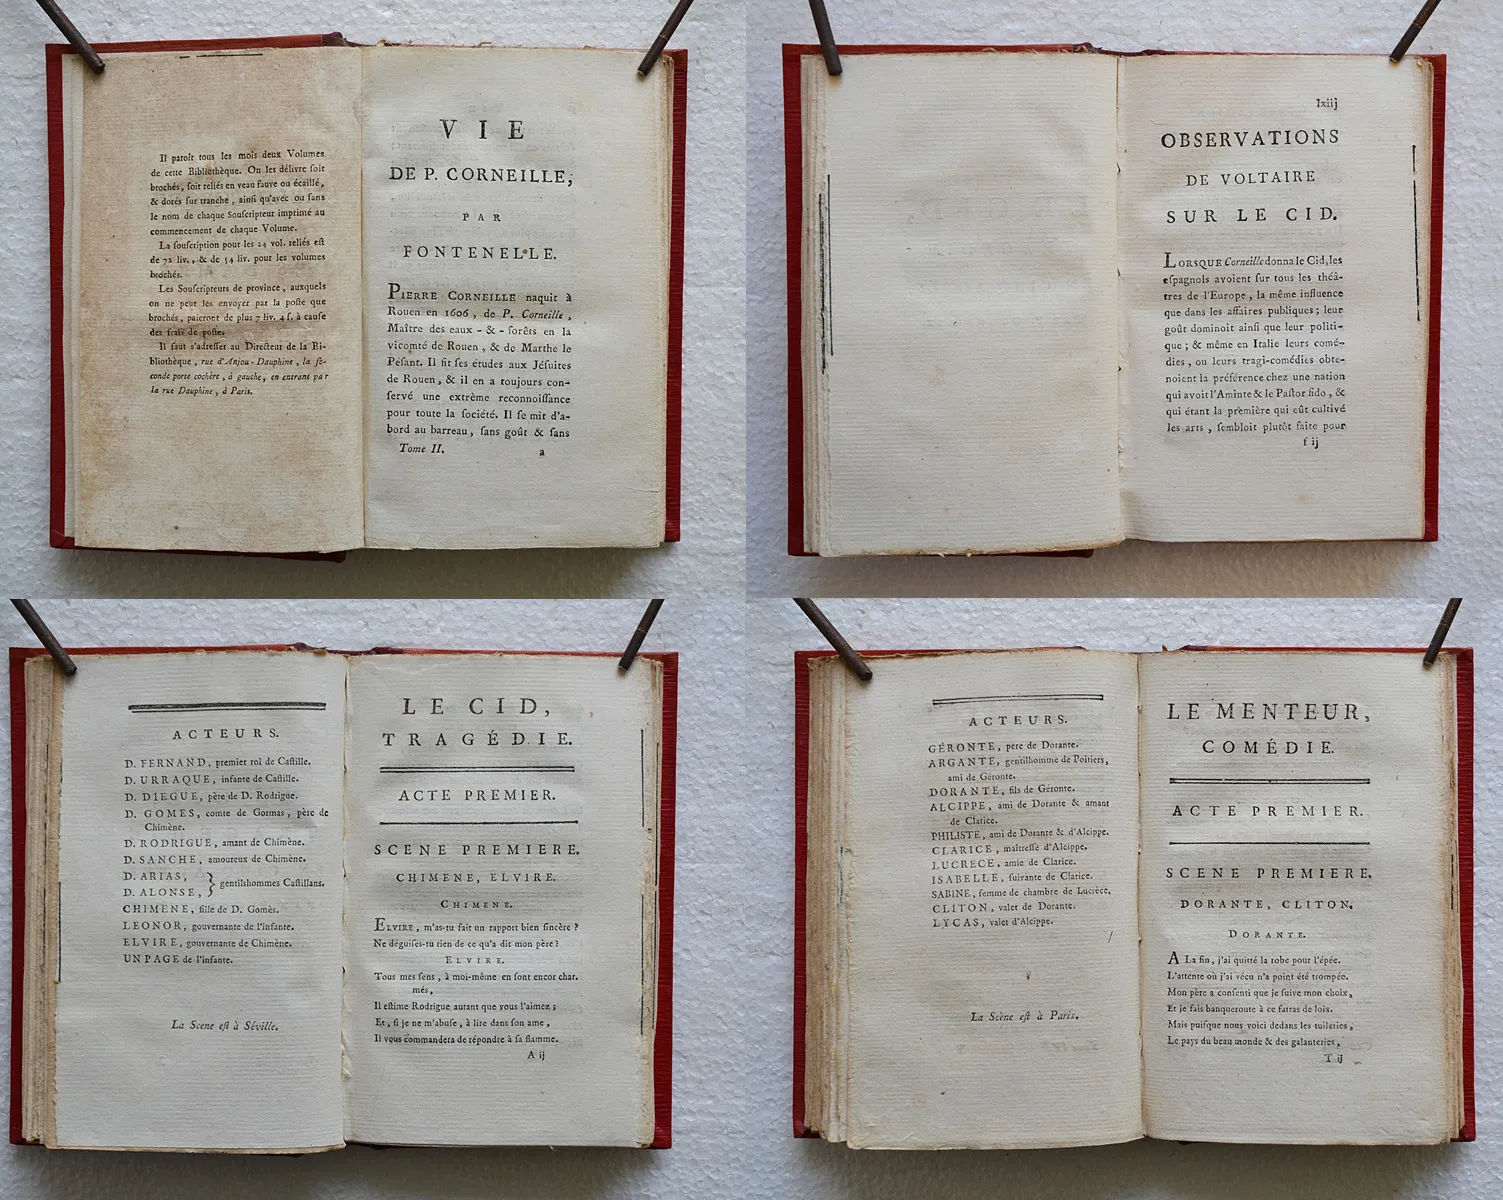 Il paroît tous les mois deux Volumes
de cette Bibliothèque. On les délivre ſoit
brochés, ſoit reliés en veau fauve ou écaillé,
& dorés ſur tranche, ainſi qu'avec ou ſans
le nom de chaque Souſcripteur imprimé au
commencement de chaque Volume.
La ſouſcription pour les 24 vol. reliés eſt
de 72 liv., & de 54 liv. pour les volumes
brochés.
Les Souſcripteurs de province, auxquels
on ne peut les envoyer par la poſte que
brochés, paieront de plus 7 liv. 4 ſ. à cauſe
des frais de poſte.
Il faut s'adreſſer au Directeur de la Bi-
bliothèque, rue d'Anjou-Dauphine, la ſe-
conde porte cochère, à gauche, en entrant par
la rue Dauphine, à Paris.
VIE
DE P. CORNEILLE,
PAR
FONTENELLE.
PIERRE CORNEILLE naquit à
Rouen en 1606, de P. Corneille,
Maître des eaux-&-forêts en la
vicomté de Rouen, & de Marthe le
Peſant. Il fit ſes études aux Jéſuites
de Rouen, & il en a toujours con-
ſervé une extrême reconnoiſſance
pour toute la ſociété. Il ſe mit d'a-
bord au barreau, ſans goût & ſans
Tome II. a
lxiij
OBSERVATIONS
DE VOLTAIRE
SUR LE CID.
LORSQUE Corneille donna le Cid, les
eſpagnols avoient ſur tous les théâ-
tres de l'Europe, la même influence
que dans les affaires publiques; leur
goût dominoit ainſi que leur politi-
que; & même en Italie leurs comé-
dies, ou leurs tragi-comédies obte-
noient la préférence chez une nation
qui avoit l'Aminte & le Paſtor fido, &
qui étant la première qui eût cultivé
les arts, ſembloit plutôt faite pour
f ij
ACTEURS.
D. FERNAND, premier roi de Caſtille.
D. URRAQUE, infante de Caſtille.
D. DIEGUE, père de D. Rodrigue.
D. GOMES, comte de Gormas, père de
Chimène.
D. RODRIGUE, amant de Chimène.
D. SANCHE, amoureux de Chimène.
D. ARIAS,
D. ALONSE, } gentilshommes Caſtillans.
CHIMENE, fille de D. Gomès.
LEONOR, gouvernante de l'infante.
ELVIRE, gouvernante de Chimène.
UN PAGE de l'infante.
La Scene eſt à Séville.
LE CID,
TRAGÉDIE.
ACTE PREMIER.
SCENE PREMIERE.
CHIMENE, ELVIRE.
CHIMENE.
ELVIRE, m'as-tu fait un rapport bien ſincère?
Ne déguiſes-tu rien de ce qu'a dit mon père?
ELVIRE.
Tous mes ſens, à moi-même en ſont encor char-
més,
Il eſtime Rodrigue autant que vous l'aimez;
Et, ſi je ne m'abuſe, à lire dans ſon ame,
Il vous commandera de répondre à ſa flamme.
A ij
ACTEURS.
GÉRONTE, pere de Dorante.
ARGANTE, gentilhomme de Poitiers,
ami de Géronte.
DORANTE, fils de Géronte.
ALCIPPE, ami de Dorante & amant
de Clarice.
PHILISTE, ami de Dorante & d'Alcippe.
CLARICE, maîtreſſe d'Alcippe.
LUCRECE, amie de Clarice.
ISABELLE, ſuivante de Clarice.
SABINE, femme de chambre de Lucrèce.
CLITON, valet de Dorante.
LYCAS, valet d'Alcippe.
La Scène eſt à Paris.
LE MENTEUR,
COMÉDIE.
ACTE PREMIER.
SCENE PREMIERE.
DORANTE, CLITON.
DORANTE.
A La fin, j'ai quitté la robe pour l'épée.
L'attente où j'ai vécu n'a point été trompée.
Mon père a conſenti que je ſuive mon choix,
Et je fais banqueroute à ce fatras de loix.
Mais puiſque nous voici dedans les tuileries,
Le pays du beau monde & des galanteries,
T ij